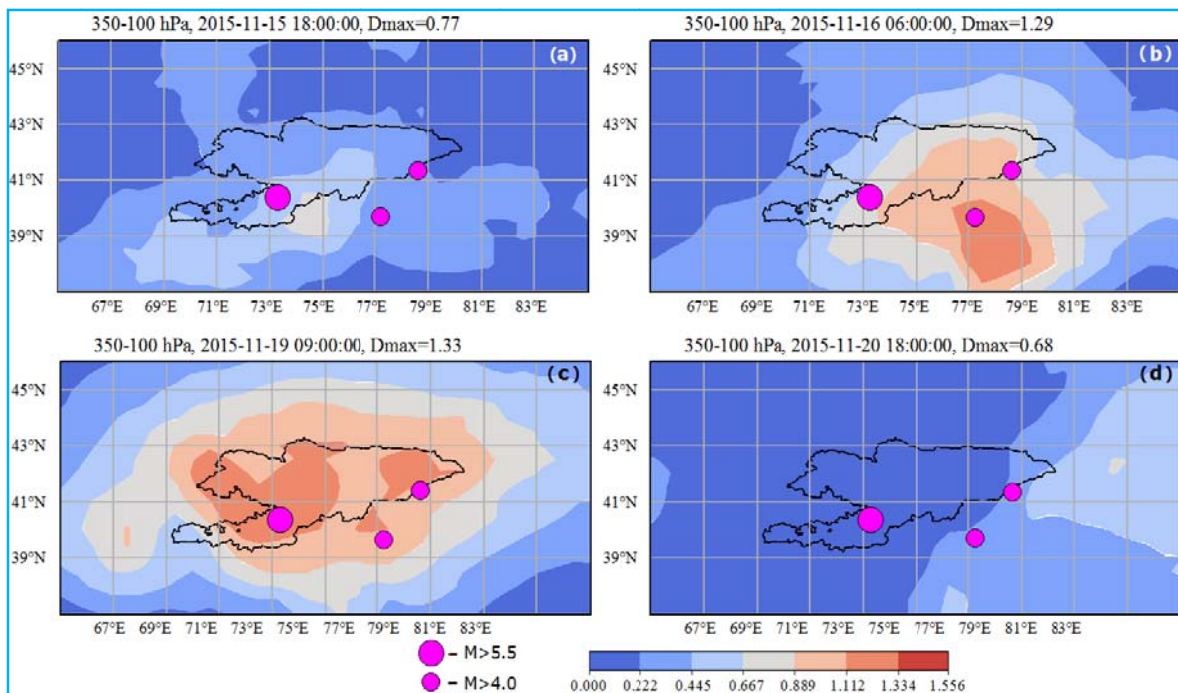 350-100 hPa, 2015-11-15 18:00:00, Dmax=0.77
(a)
45°N
43°N
41°N
39°N
67°E 69°E 71°E 73°E 75°E 77°E 79°E 81°E 83°E
350-100 hPa, 2015-11-16 06:00:00, Dmax=1.29
(b)
45°N
43°N
41°N
39°N
67°E 69°E 71°E 73°E 75°E 77°E 79°E 81°E 83°E
350-100 hPa, 2015-11-19 09:00:00, Dmax=1.33
(c)
45°N
43°N
41°N
39°N
67°E 69°E 71°E 73°E 75°E 79°E 81°E 83°E
350-100 hPa, 2015-11-20 18:00:00, Dmax=0.68
(d)
45°N
43°N
41°N
39°N
67°E 69°E 71°E 73°E 75°E 79°E 81°E 83°E
- M>5.5
- M>4.0
0.000 0.222 0.445 0.667 0.889 1.112 1.334 1.556